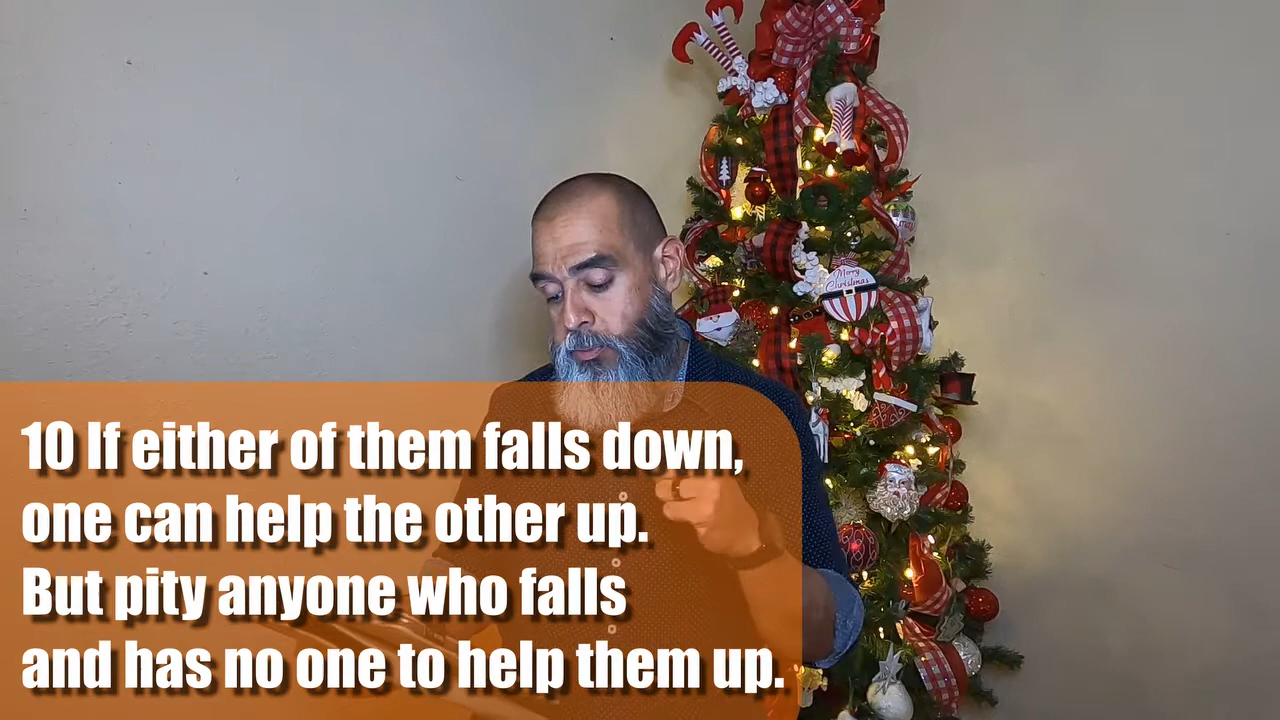 Merry
Christmas
10 If either of them falls down,
one can help the other up.
But pity anyone who falls
and has no one to help them up.